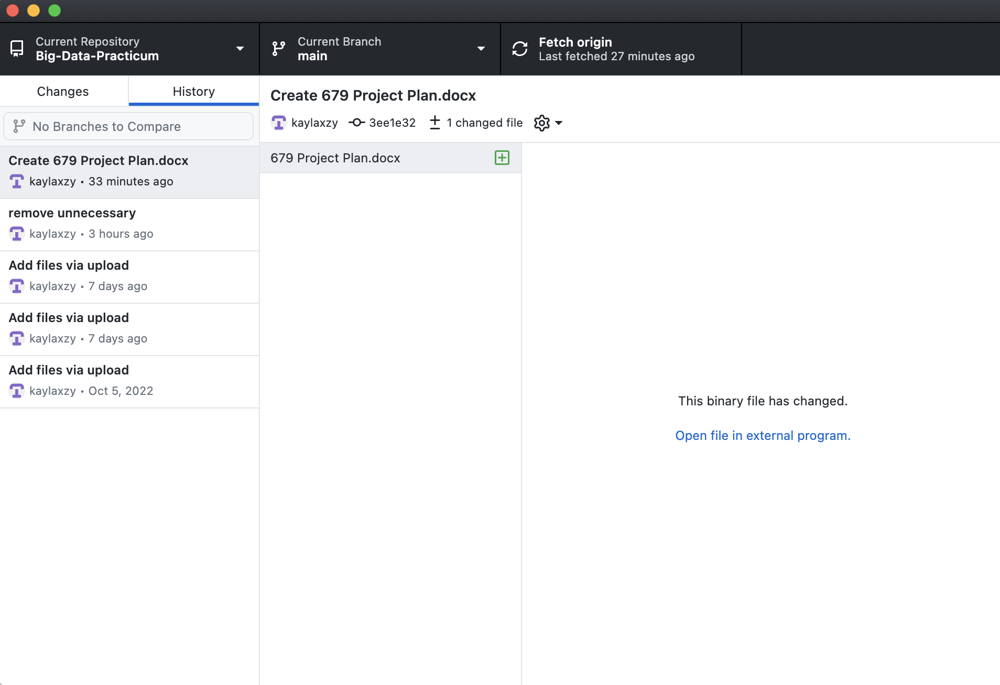 Current Repository
Big-Data-Practicum
Current Branch
main
Fetch origin
Last fetched 27 minutes ago
Changes
History
No Branches to Compare
Create 679 Project Plan.docx
kaylaxzy • 33 minutes ago
remove unnecessary
kaylaxzy • 3 hours ago
Add files via upload
kaylaxzy • 7 days ago
Add files via upload
kaylaxzy • 7 days ago
Add files via upload
kaylaxzy • Oct 5, 2022
Create 679 Project Plan.docx
kaylaxzy 3ee1e32 1 changed file
679 Project Plan.docx
This binary file has changed.
Open file in external program.